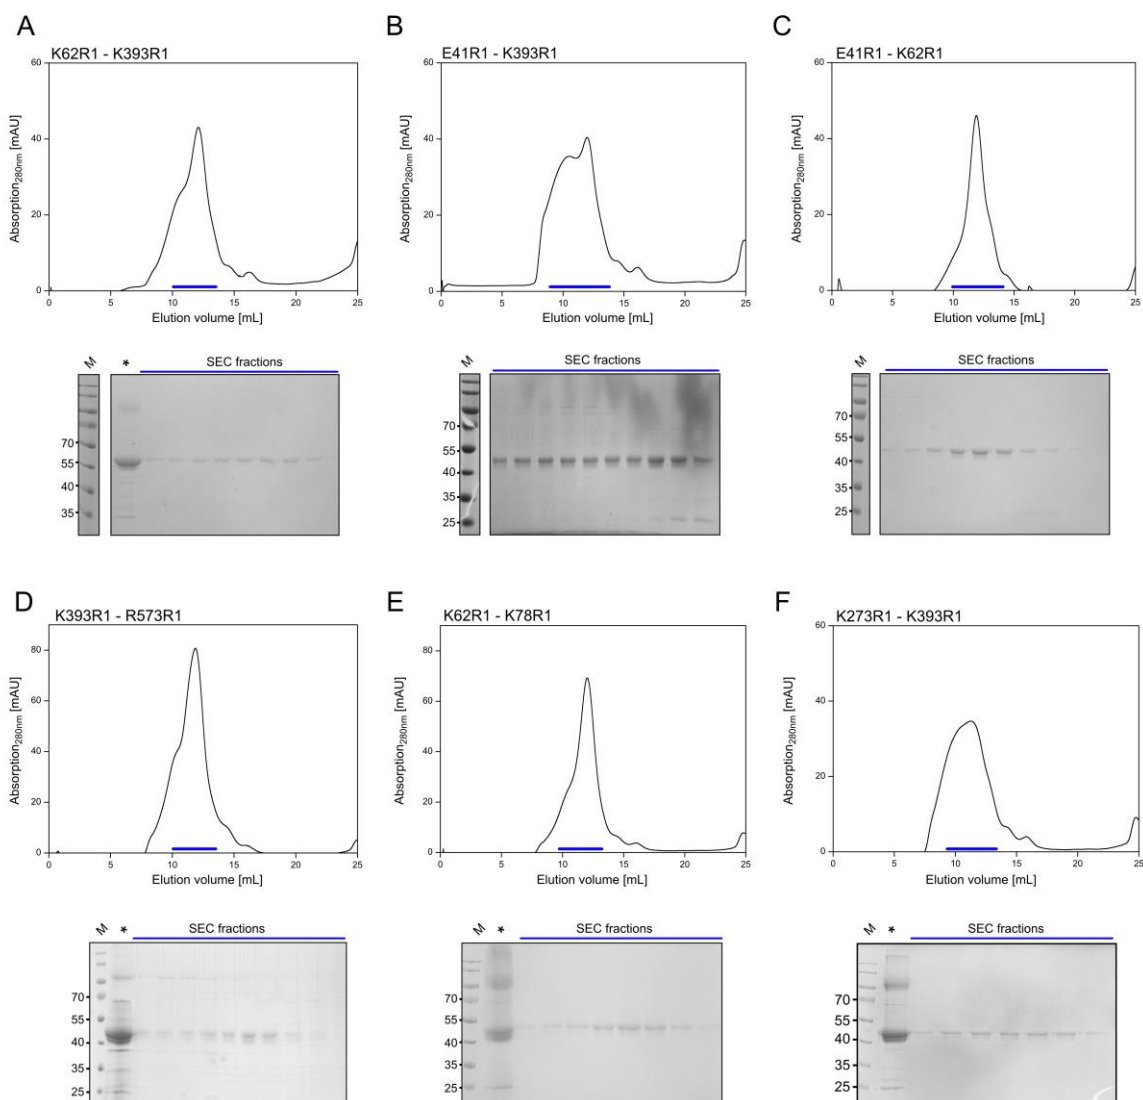 A
K62R1 - K393R1
60
40
20
0
Absorption280nm [mAU]
0 5 10 15 20 25
Elution volume [mL]
M * SEC fractions
70
55
40
35
B
E41R1 - K393R1
60
40
20
0
Absorption280nm [mAU]
0 5 10 15 20 25
Elution volume [mL]
M SEC fractions
70
55
40
35
25
C
E41R1 - K62R1
60
40
20
0
Absorption280nm [mAU]
0 5 10 15 20 25
Elution volume [mL]
M SEC fractions
70
55
40
35
25
D
K393R1 - R573R1
80
60
40
20
0
Absorption280nm [mAU]
0 5 10 15 20 25
Elution volume [mL]
M * SEC fractions
70
55
40
35
25
E
K62R1 - K78R1
80
60
40
20
0
Absorption280nm [mAU]
0 5 10 15 20 25
Elution volume [mL]
M * SEC fractions
70
55
40
35
25
F
K273R1 - K393R1
60
40
20
0
Absorption280nm [mAU]
0 5 10 15 20 25
Elution volume [mL]
M * SEC fractions
70
55
40
35
25